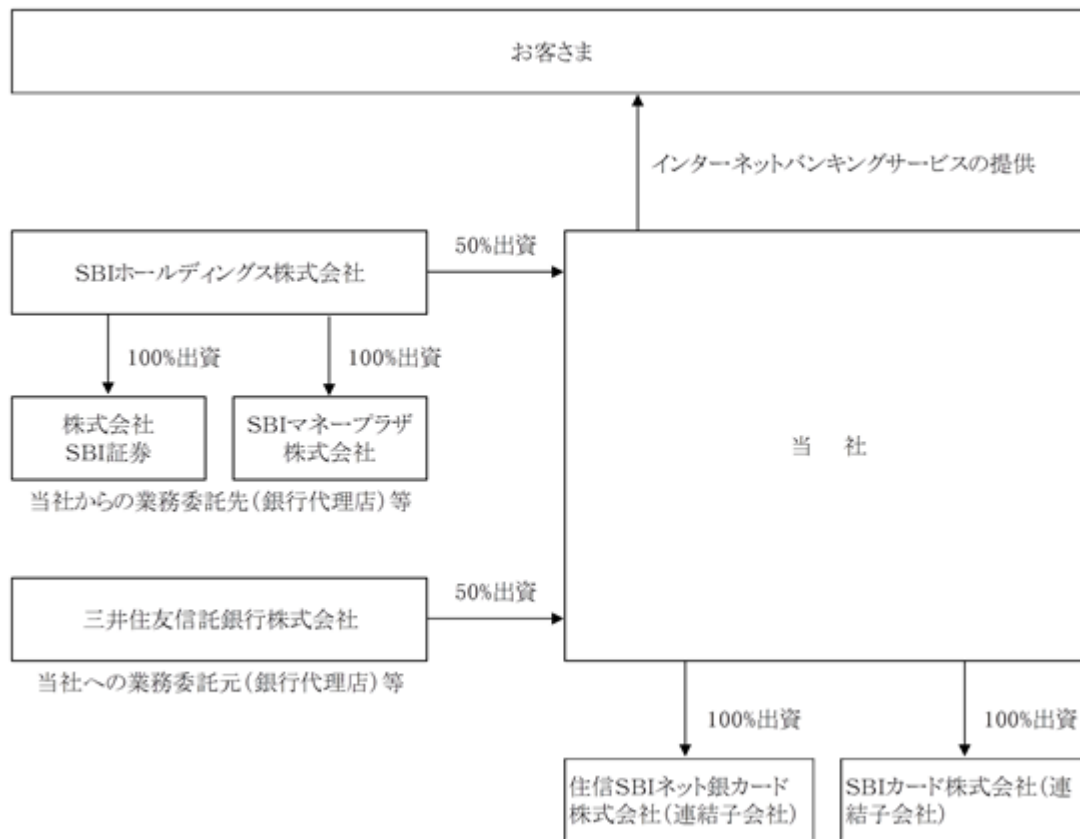 お客さま
インターネットバンキングサービスの提供
50%出資
SBIホールディングス株式会社
100%出資
100%出資
株式会社
SBI証券
SBIマネープラザ
株式会社
当社からの業務委託先(銀行代理店)等
当 社
50%出資
三井住友信託銀行株式会社
当社への業務委託元(銀行代理店)等
100%出資
100%出資
住信SBIネット銀カード
株式会社(連結子会社)
SBIカード株式会社(連
結子会社)